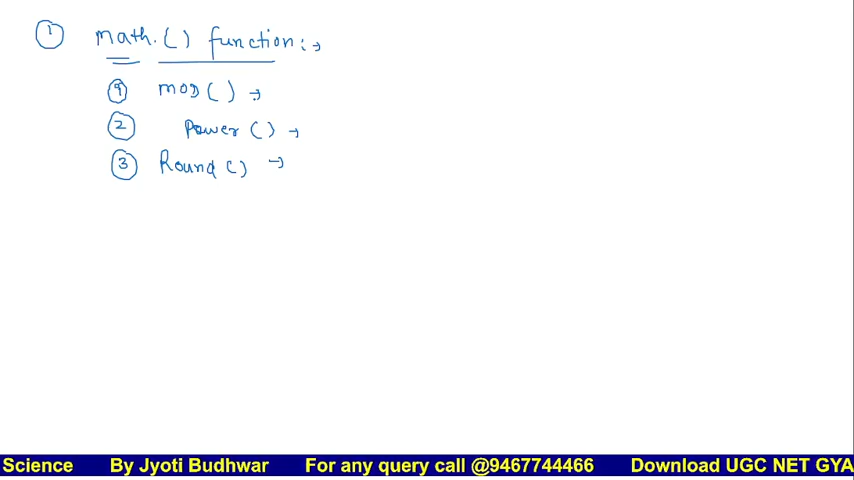 ① math.() function :→
① mod() →
② Power() →
③ Round() →
Science By Jyoti Budhwar For any query call @9467744466 Download UGC NET GYA